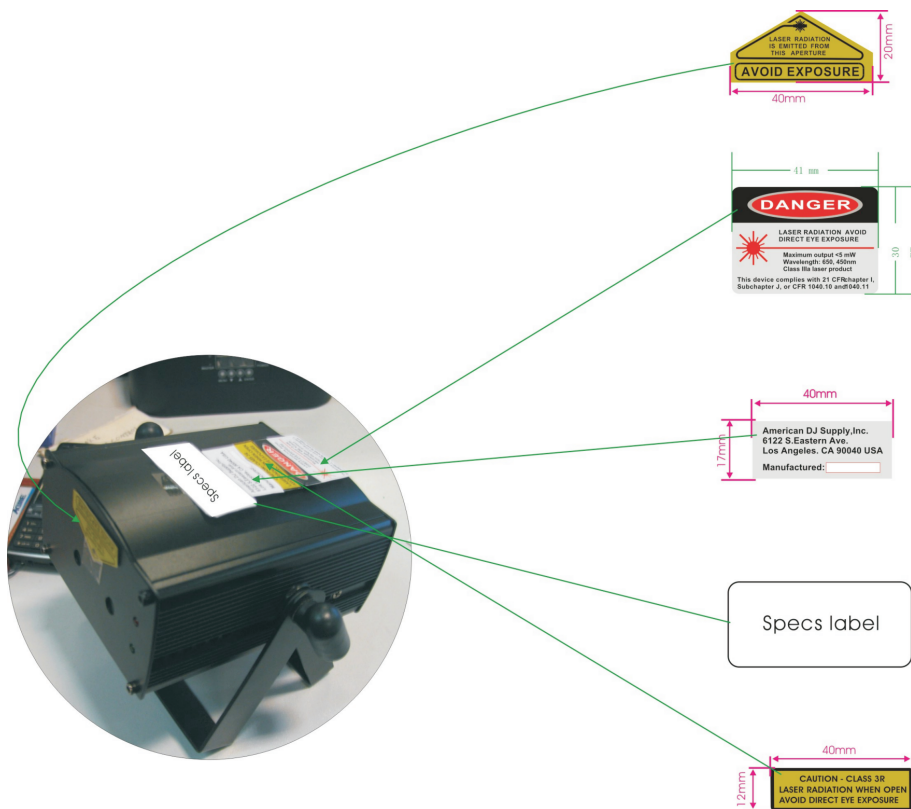 LASER RADIATION
IS EMITTED FROM
THIS APERTURE
AVOID EXPOSURE
20mm
40mm
41 mm
DANGER
LASER RADIATION AVOID
DIRECT EYE EXPOSURE
Maximum output <5 mW
Wavelength: 650, 450nm
Class IIIa laser product
This device complies with 21 CFRchapter I,
Subchapter J, or CFR 1040.10 and1040.11
30
40mm
17mm
American DJ Supply,Inc.
6122 S.Eastern Ave.
Los Angeles. CA 90040 USA
Manufactured:
Specs label
DANGER
Specs label
40mm
12mm
CAUTION - CLASS 3R
LASER RADIATION WHEN OPEN
AVOID DIRECT EYE EXPOSURE